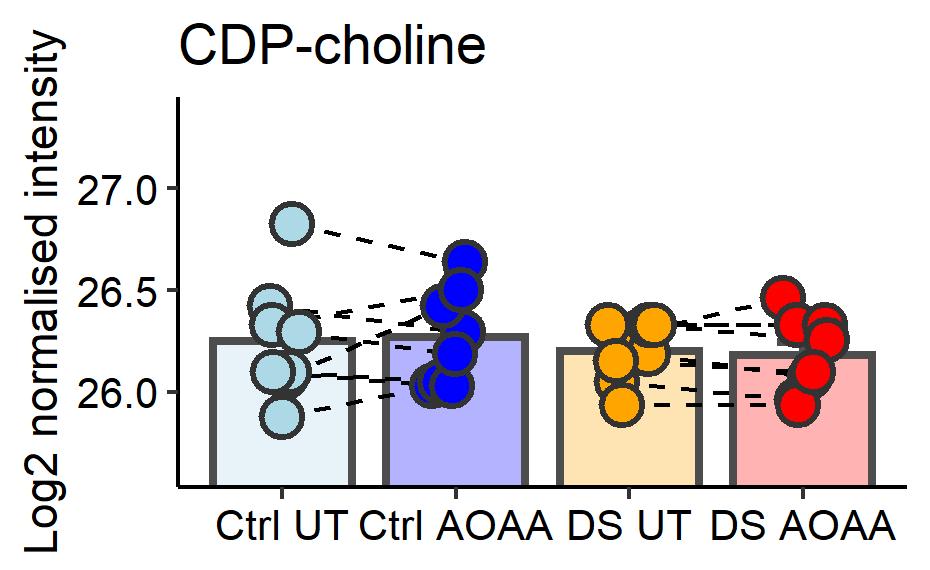 CDP-choline
Log2 normalised intensity
27.0
26.5
26.0
Ctrl UT Ctrl AOAA DS UT DS AOAA